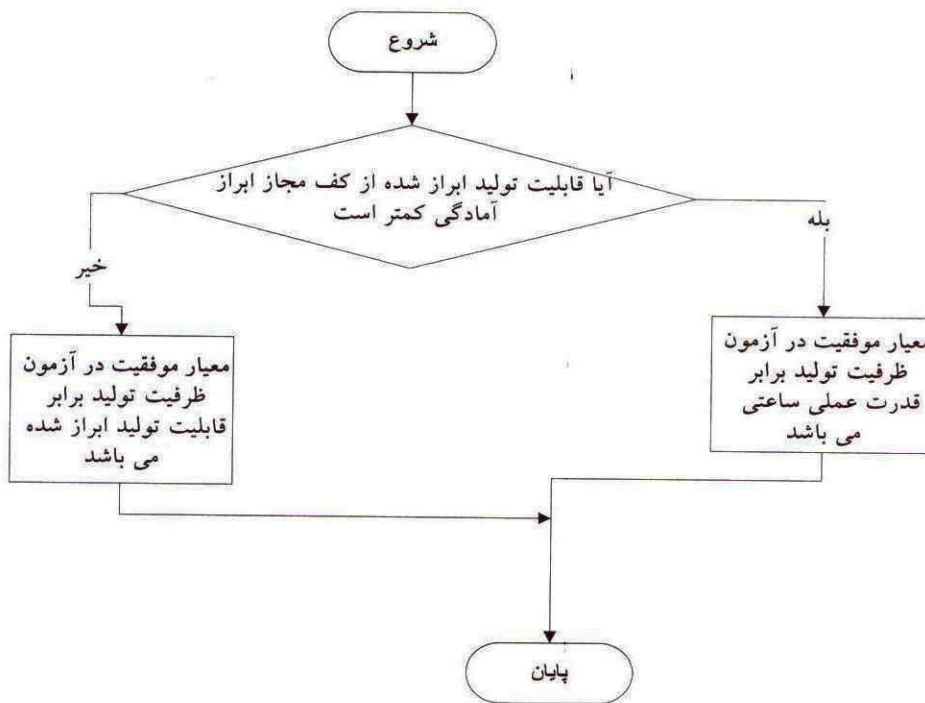 شروع
آیا قابلیت تولید ابراز شده از کف مجاز ابراز
آمادگی کمتر است
بله
خیر
معیار موفقیت در آزمون
ظرفیت تولید برابر
قدرت عملی ساعتی
می باشد
معیار موفقیت در آزمون
ظرفیت تولید برابر
قابلیت تولید ابراز شده
می باشد
پایان